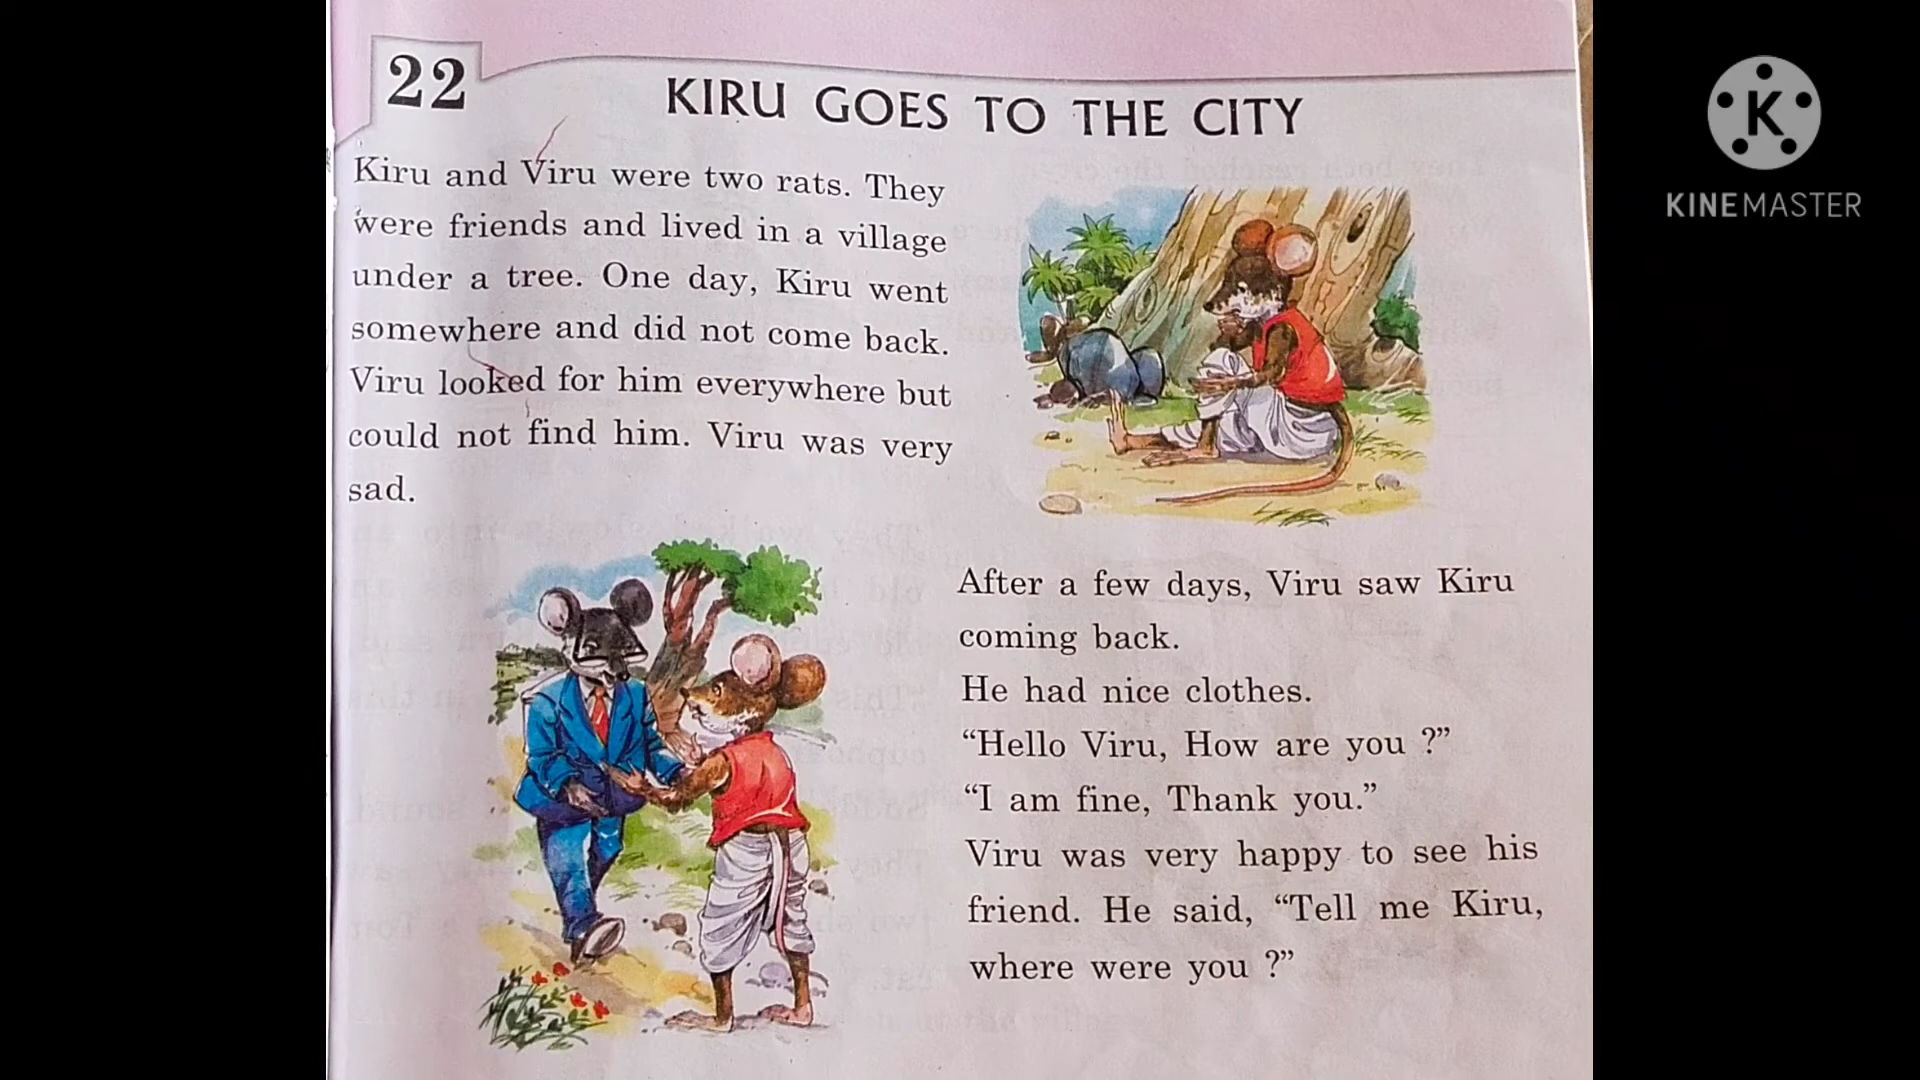 22
KIRU GOES TO THE CITY
Kiru and Viru were two rats. They
were friends and lived in a village
under a tree. One day, Kiru went
somewhere and did not come back.
Viru looked for him everywhere but
could not find him. Viru was very
sad.
After a few days, Viru saw Kiru
coming back.
He had nice clothes.
“Hello Viru, How are you ?”
“I am fine, Thank you.”
Viru was very happy to see his
friend. He said, “Tell me Kiru,
where were you ?”
K
KINEMASTER